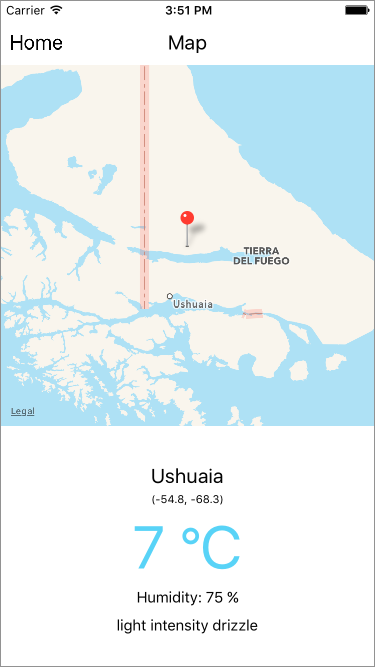 Carrier 3:51 PM
Home Map
TIERRA
DEL FUEGO
Ushuaia
Legal
Ushuaia
(-54.8, -68.3)
7 °C
Humidity: 75 %
light intensity drizzle